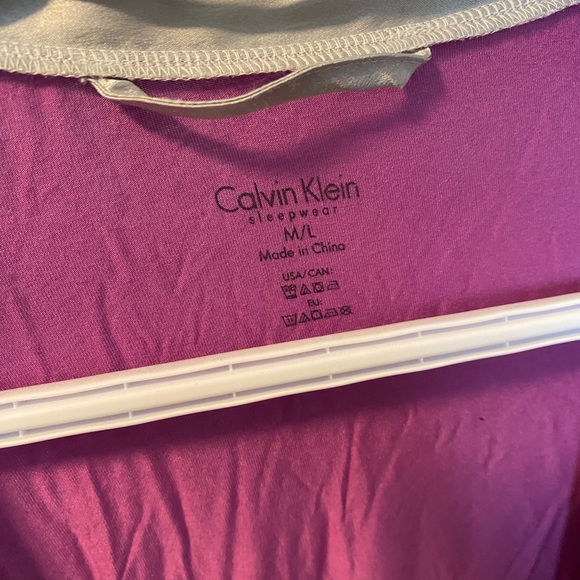 Calvin Klein
sleepwear
M/L
Made in China
USA/CAN:
EU: